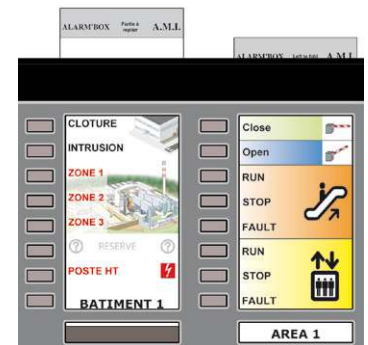 ALARM'BOX Partie à replier A.M.I.
ALARM'BOX A.M.I.
CLOTURE
INTRUSION
ZONE 1
ZONE 2
ZONE 3
? RESERVE ?
POSTE HT
BATIMENT 1
Close
Open
RUN
STOP
FAULT
RUN
STOP
FAULT
AREA 1